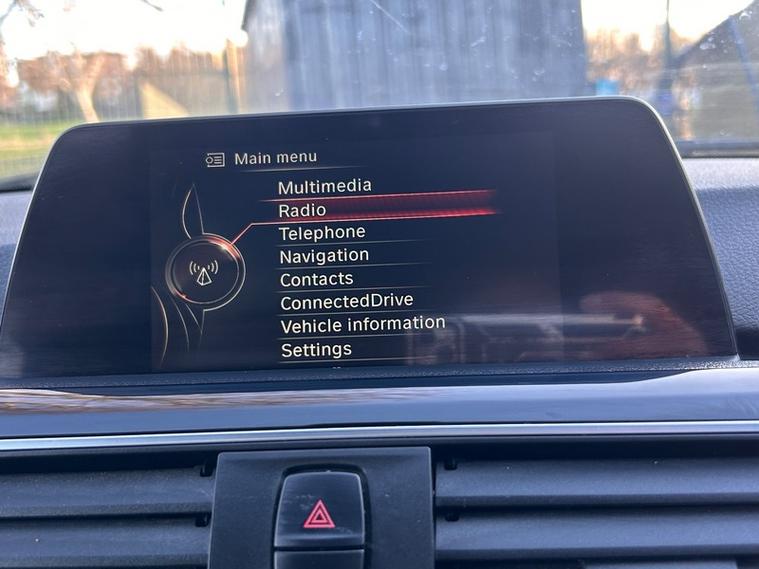 Main menu
Multimedia
Radio
Telephone
Navigation
Contacts
ConnectedDrive
Vehicle information
Settings